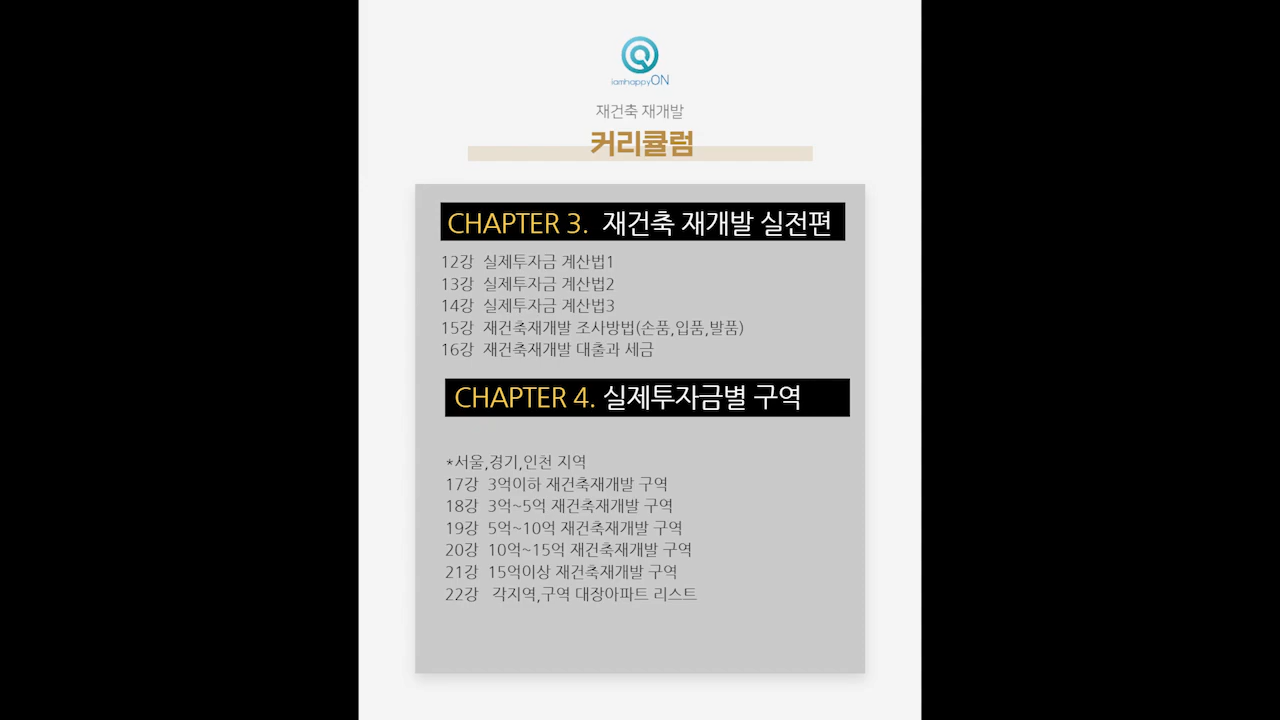 iamhappyON
재건축 재개발
커리큘럼
CHAPTER 3. 재건축 재개발 실전편
12강 실제투자금 계산법1
13강 실제투자금 계산법2
14강 실제투자금 계산법3
15강 재건축재개발 조사방법(손품,입품,발품)
16강 재건축재개발 대출과 세금
CHAPTER 4. 실제투자금별 구역
*서울,경기,인천 지역
17강 3억이하 재건축재개발 구역
18강 3억~5억 재건축재개발 구역
19강 5억~10억 재건축재개발 구역
20강 10억~15억 재건축재개발 구역
21강 15억이상 재건축재개발 구역
22강 각지역,구역 대장아파트 리스트